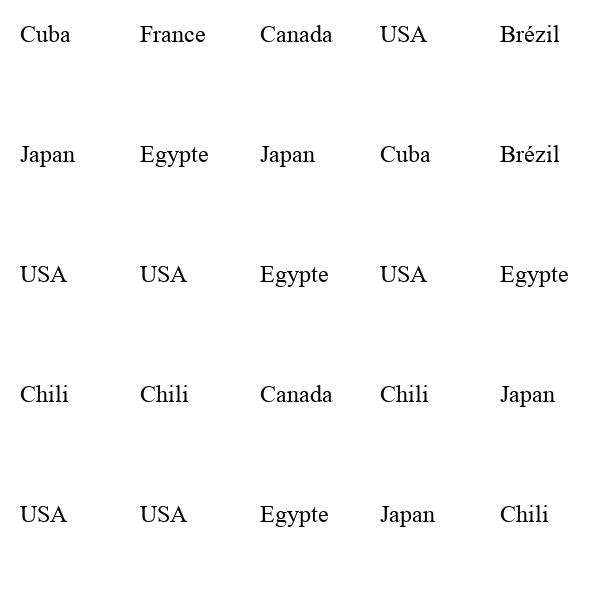 Cuba France Canada USA Brézil
Japan Egypte Japan Cuba Brézil
USA USA Egypte USA Egypte
Chili Chili Canada Chili Japan
USA USA Egypte Japan Chili